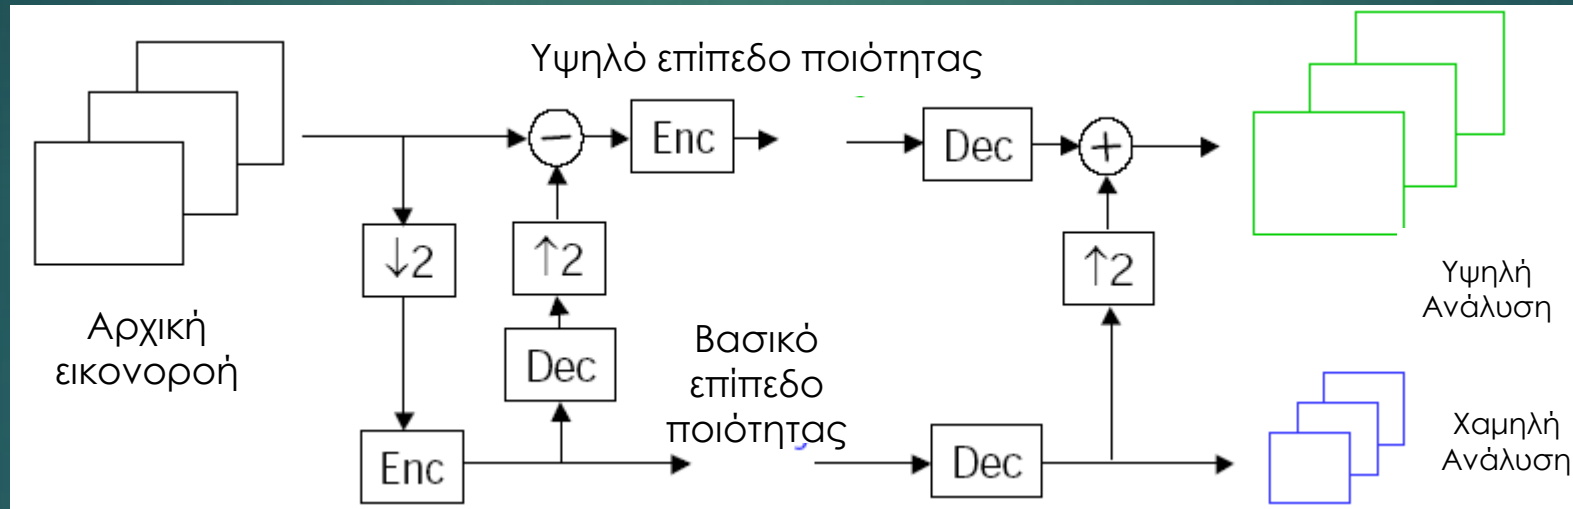 Υψηλό επίπεδο ποιότητας
−
Enc
Dec
+
↓2
↑2
↑2
Αρχική
εικονοροή
Dec
Βασικό
επίπεδο
ποιότητας
Enc
Dec
Υψηλή
Ανάλυση
Χαμηλή
Ανάλυση